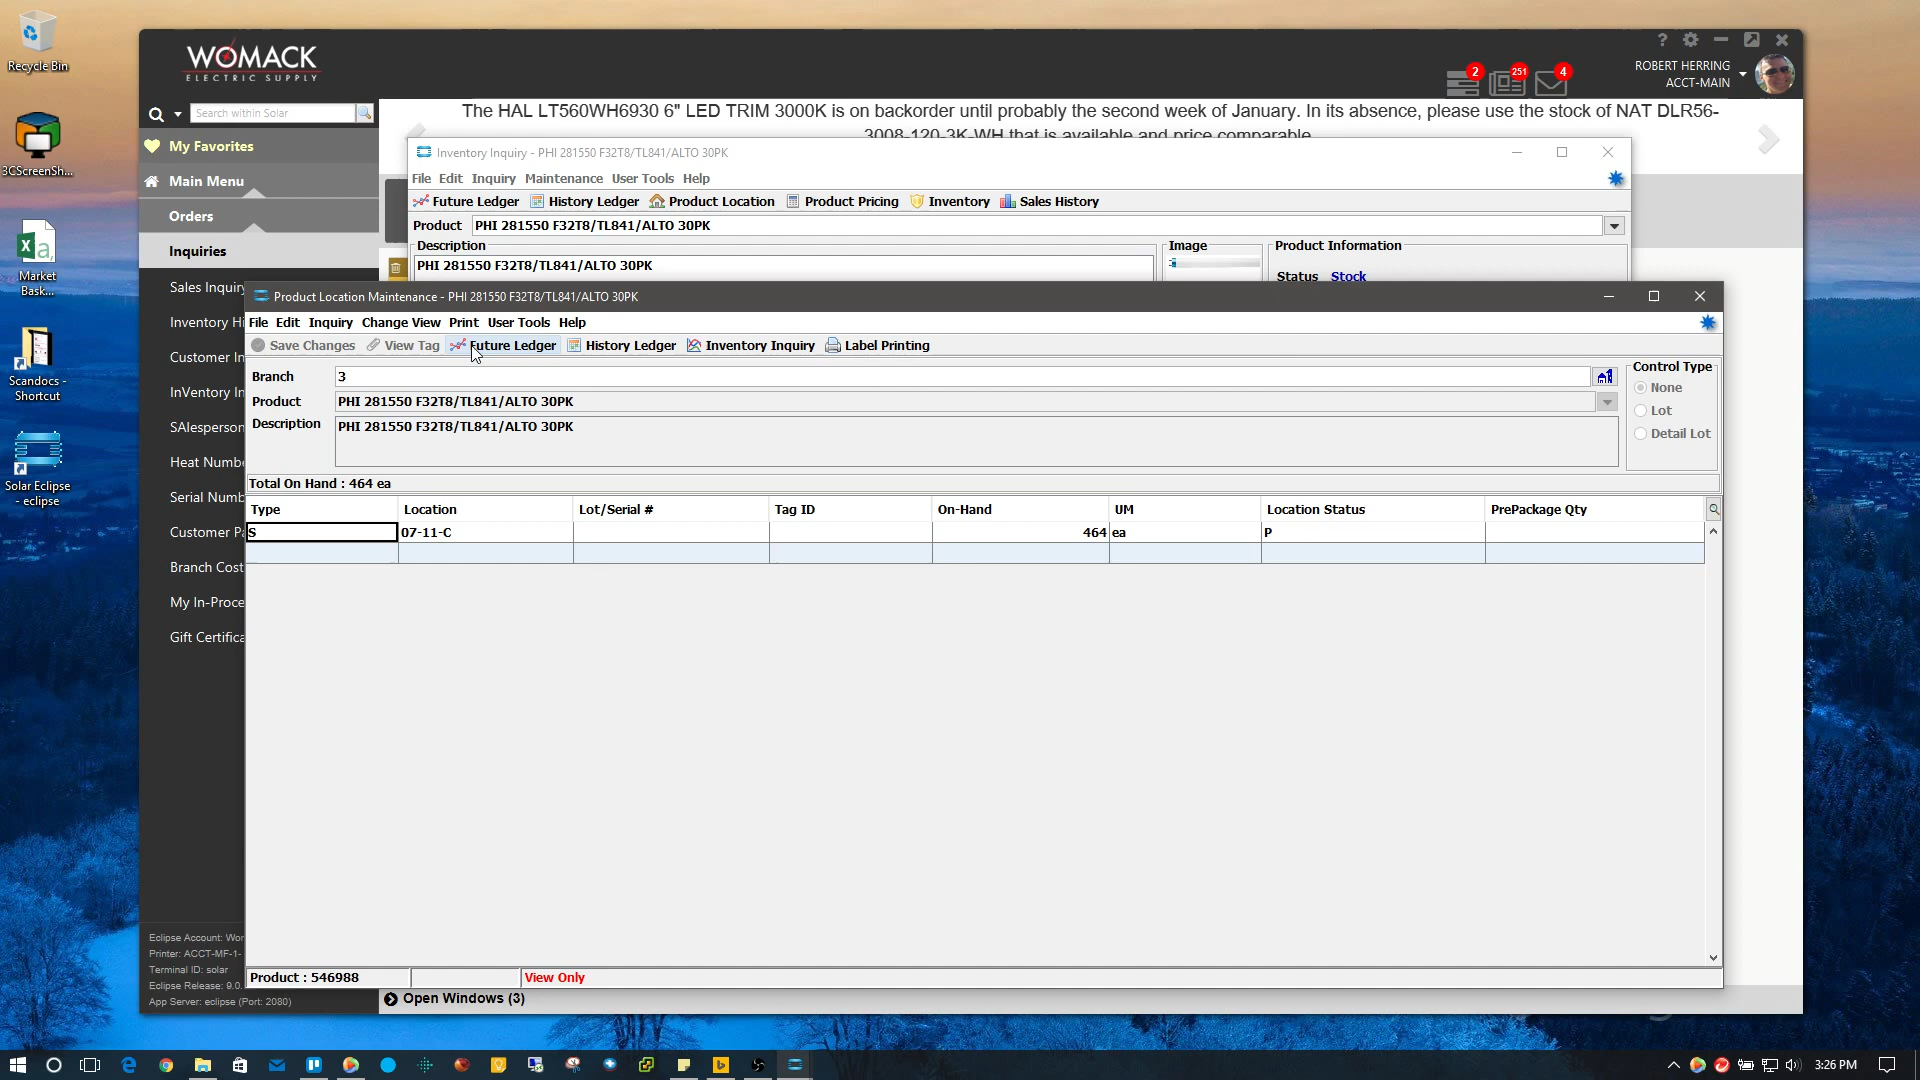 Recycle Bin
3CScreenSh...
Market
Bask...
Scandocs -
Shortcut
Solar Eclipse
- eclipse
WOMACK
ELECTRIC SUPPLY
2
251
4
ROBERT HERRING
ACCT-MAIN
Search within Solar
My Favorites
Main Menu
Orders
Inquiries
Sales Inquiry
Inventory Hi
Customer In
InVentory In
SAlesperson
Heat Numbe
Serial Numb
Customer Pa
Branch Cost
My In-Proce
Gift Certifica
Eclipse Account: Wor
Printer: ACCT-MF-1-
Terminal ID: solar
Eclipse Release: 9.0.
App Server: eclipse (Port: 2080)
The HAL LT560WH6930 6" LED TRIM 3000K is on backorder until probably the second week of January. In its absence, please use the stock of NAT DLR56-
3008-120-3K-WH that is available and price comparable.
Inventory Inquiry - PHI 281550 F32T8/TL841/ALTO 30PK
File Edit Inquiry Maintenance User Tools Help
Future Ledger History Ledger Product Location Product Pricing Inventory Sales History
Product PHI 281550 F32T8/TL841/ALTO 30PK
Description Image Product Information
PHI 281550 F32T8/TL841/ALTO 30PK
Status Stock
Product Location Maintenance - PHI 281550 F32T8/TL841/ALTO 30PK
File Edit Inquiry Change View Print User Tools Help
Save Changes View Tag Future Ledger History Ledger Inventory Inquiry Label Printing
Branch 3
Product PHI 281550 F32T8/TL841/ALTO 30PK
Description PHI 281550 F32T8/TL841/ALTO 30PK
Control Type
None
Lot
Detail Lot
Total On Hand : 464 ea
Type Location Lot/Serial # Tag ID On-Hand UM Location Status PrePackage Qty
S 07-11-C 464 ea P
Product : 546988 View Only
Open Windows (3)
3:26 PM